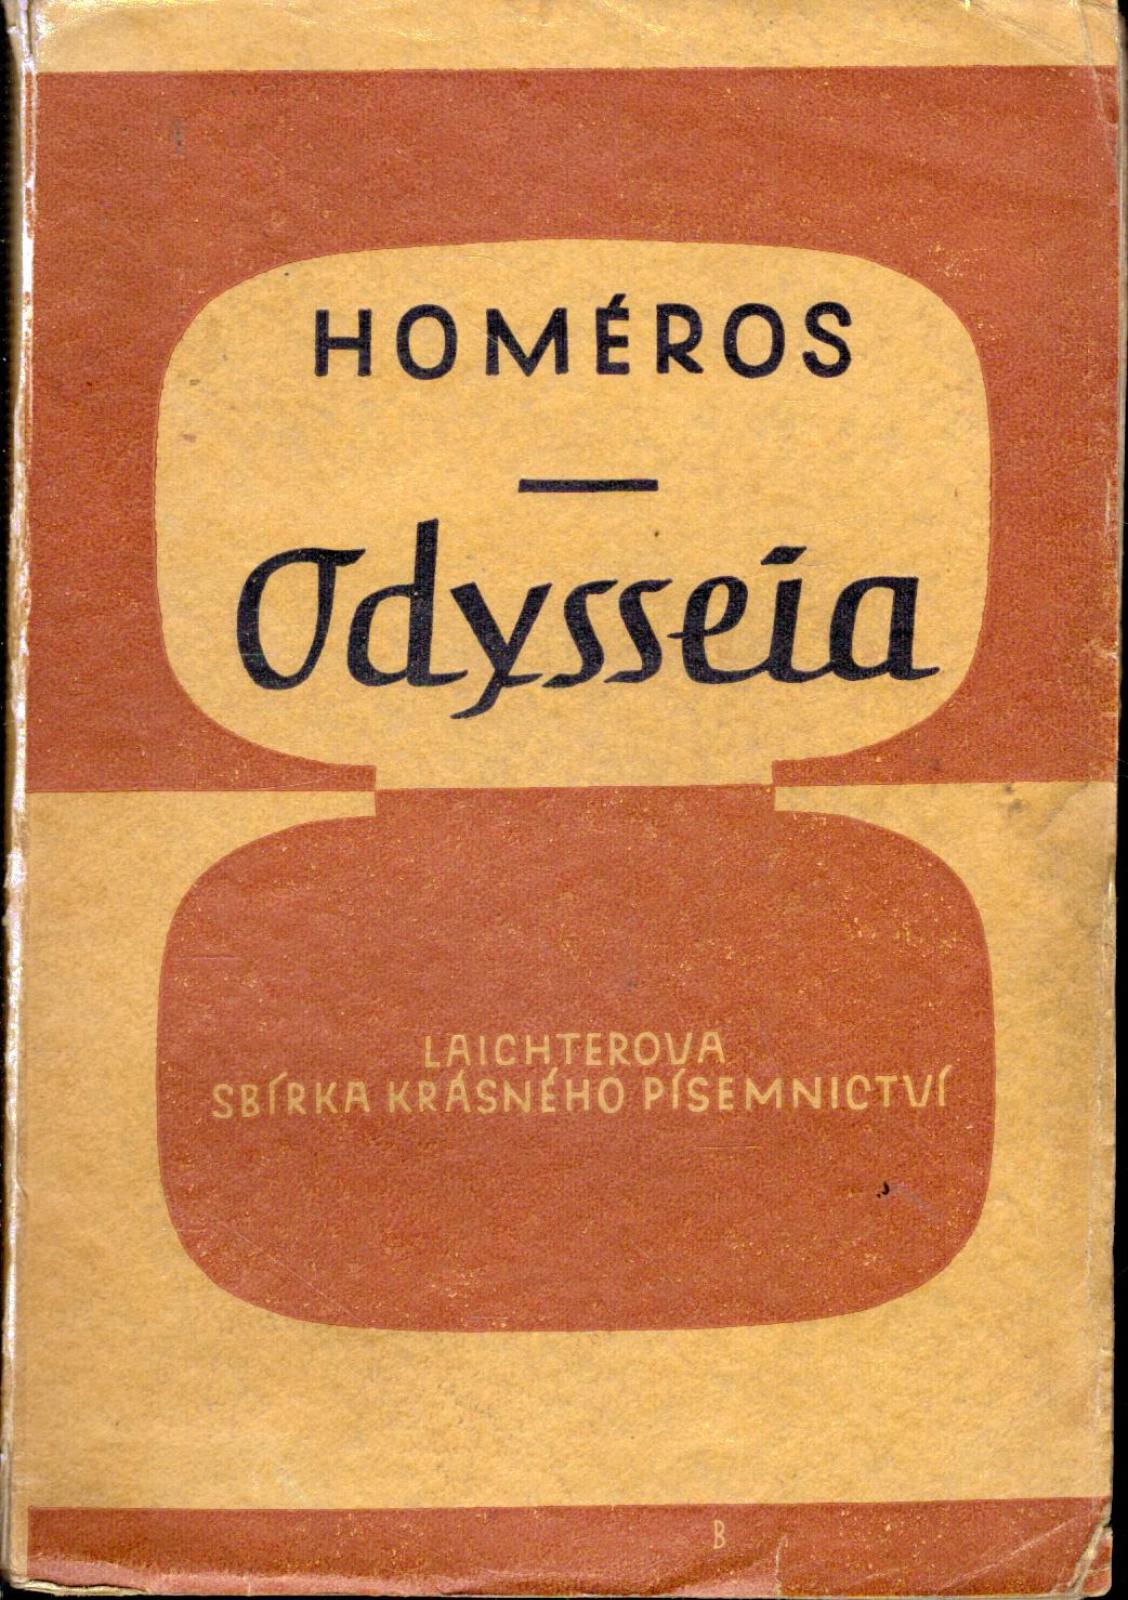 HOMÉROS
Odysseia
LAICHTEROVA
SBÍRKA KRÁSNÉHO PÍSEMNICTVÍ
B